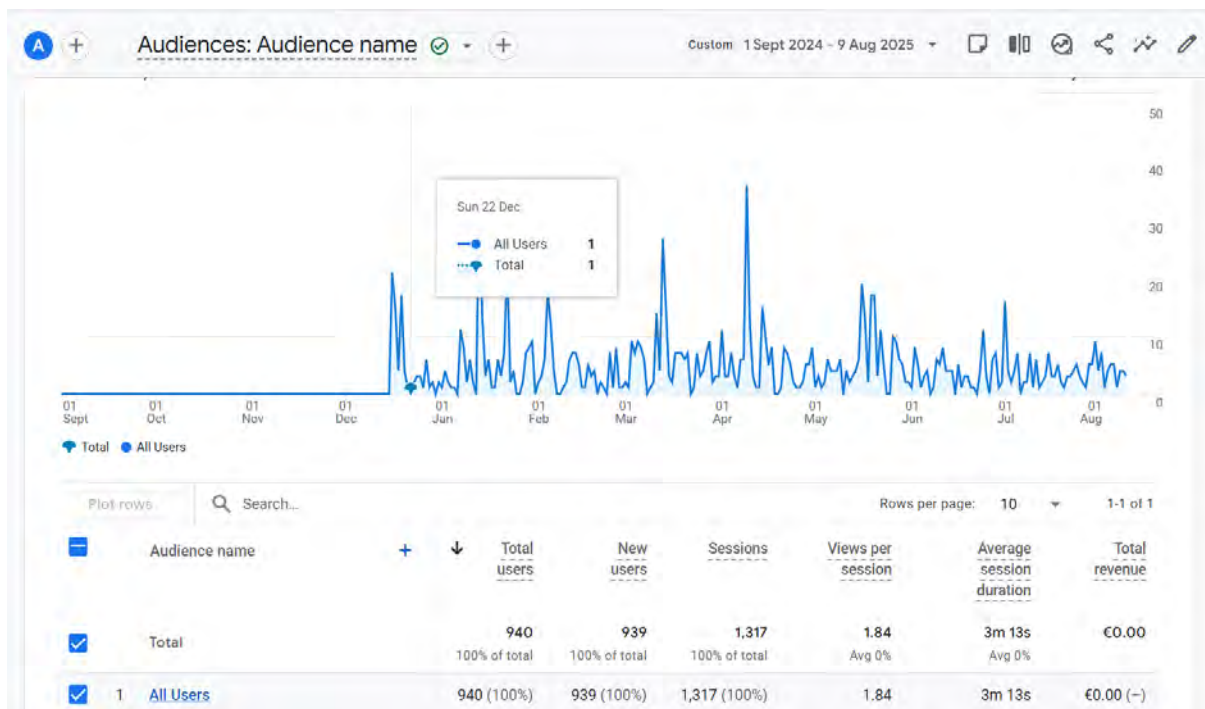 A
Audiences: Audience name
Custom 1 Sept 2024 - 9 Aug 2025
50
40
30
20
10
0
Sun 22 Dec
All Users 1
Total 1
01 Sept
01 Oct
01 Nov
01 Dec
01 Jan
01 Feb
01 Mar
01 Apr
01 May
01 Jun
01 Jul
01 Aug
Total All Users
Plot rows Search... Rows per page: 10 1-1 of 1
Audience name + ↓ Total users New users Sessions Views per session Average session duration Total revenue
Total 940 939 1,317 1.84 3m 13s €0.00
100% of total 100% of total 100% of total Avg 0% Avg 0%
1 All Users 940 (100%) 939 (100%) 1,317 (100%) 1.84 3m 13s €0.00 (–)